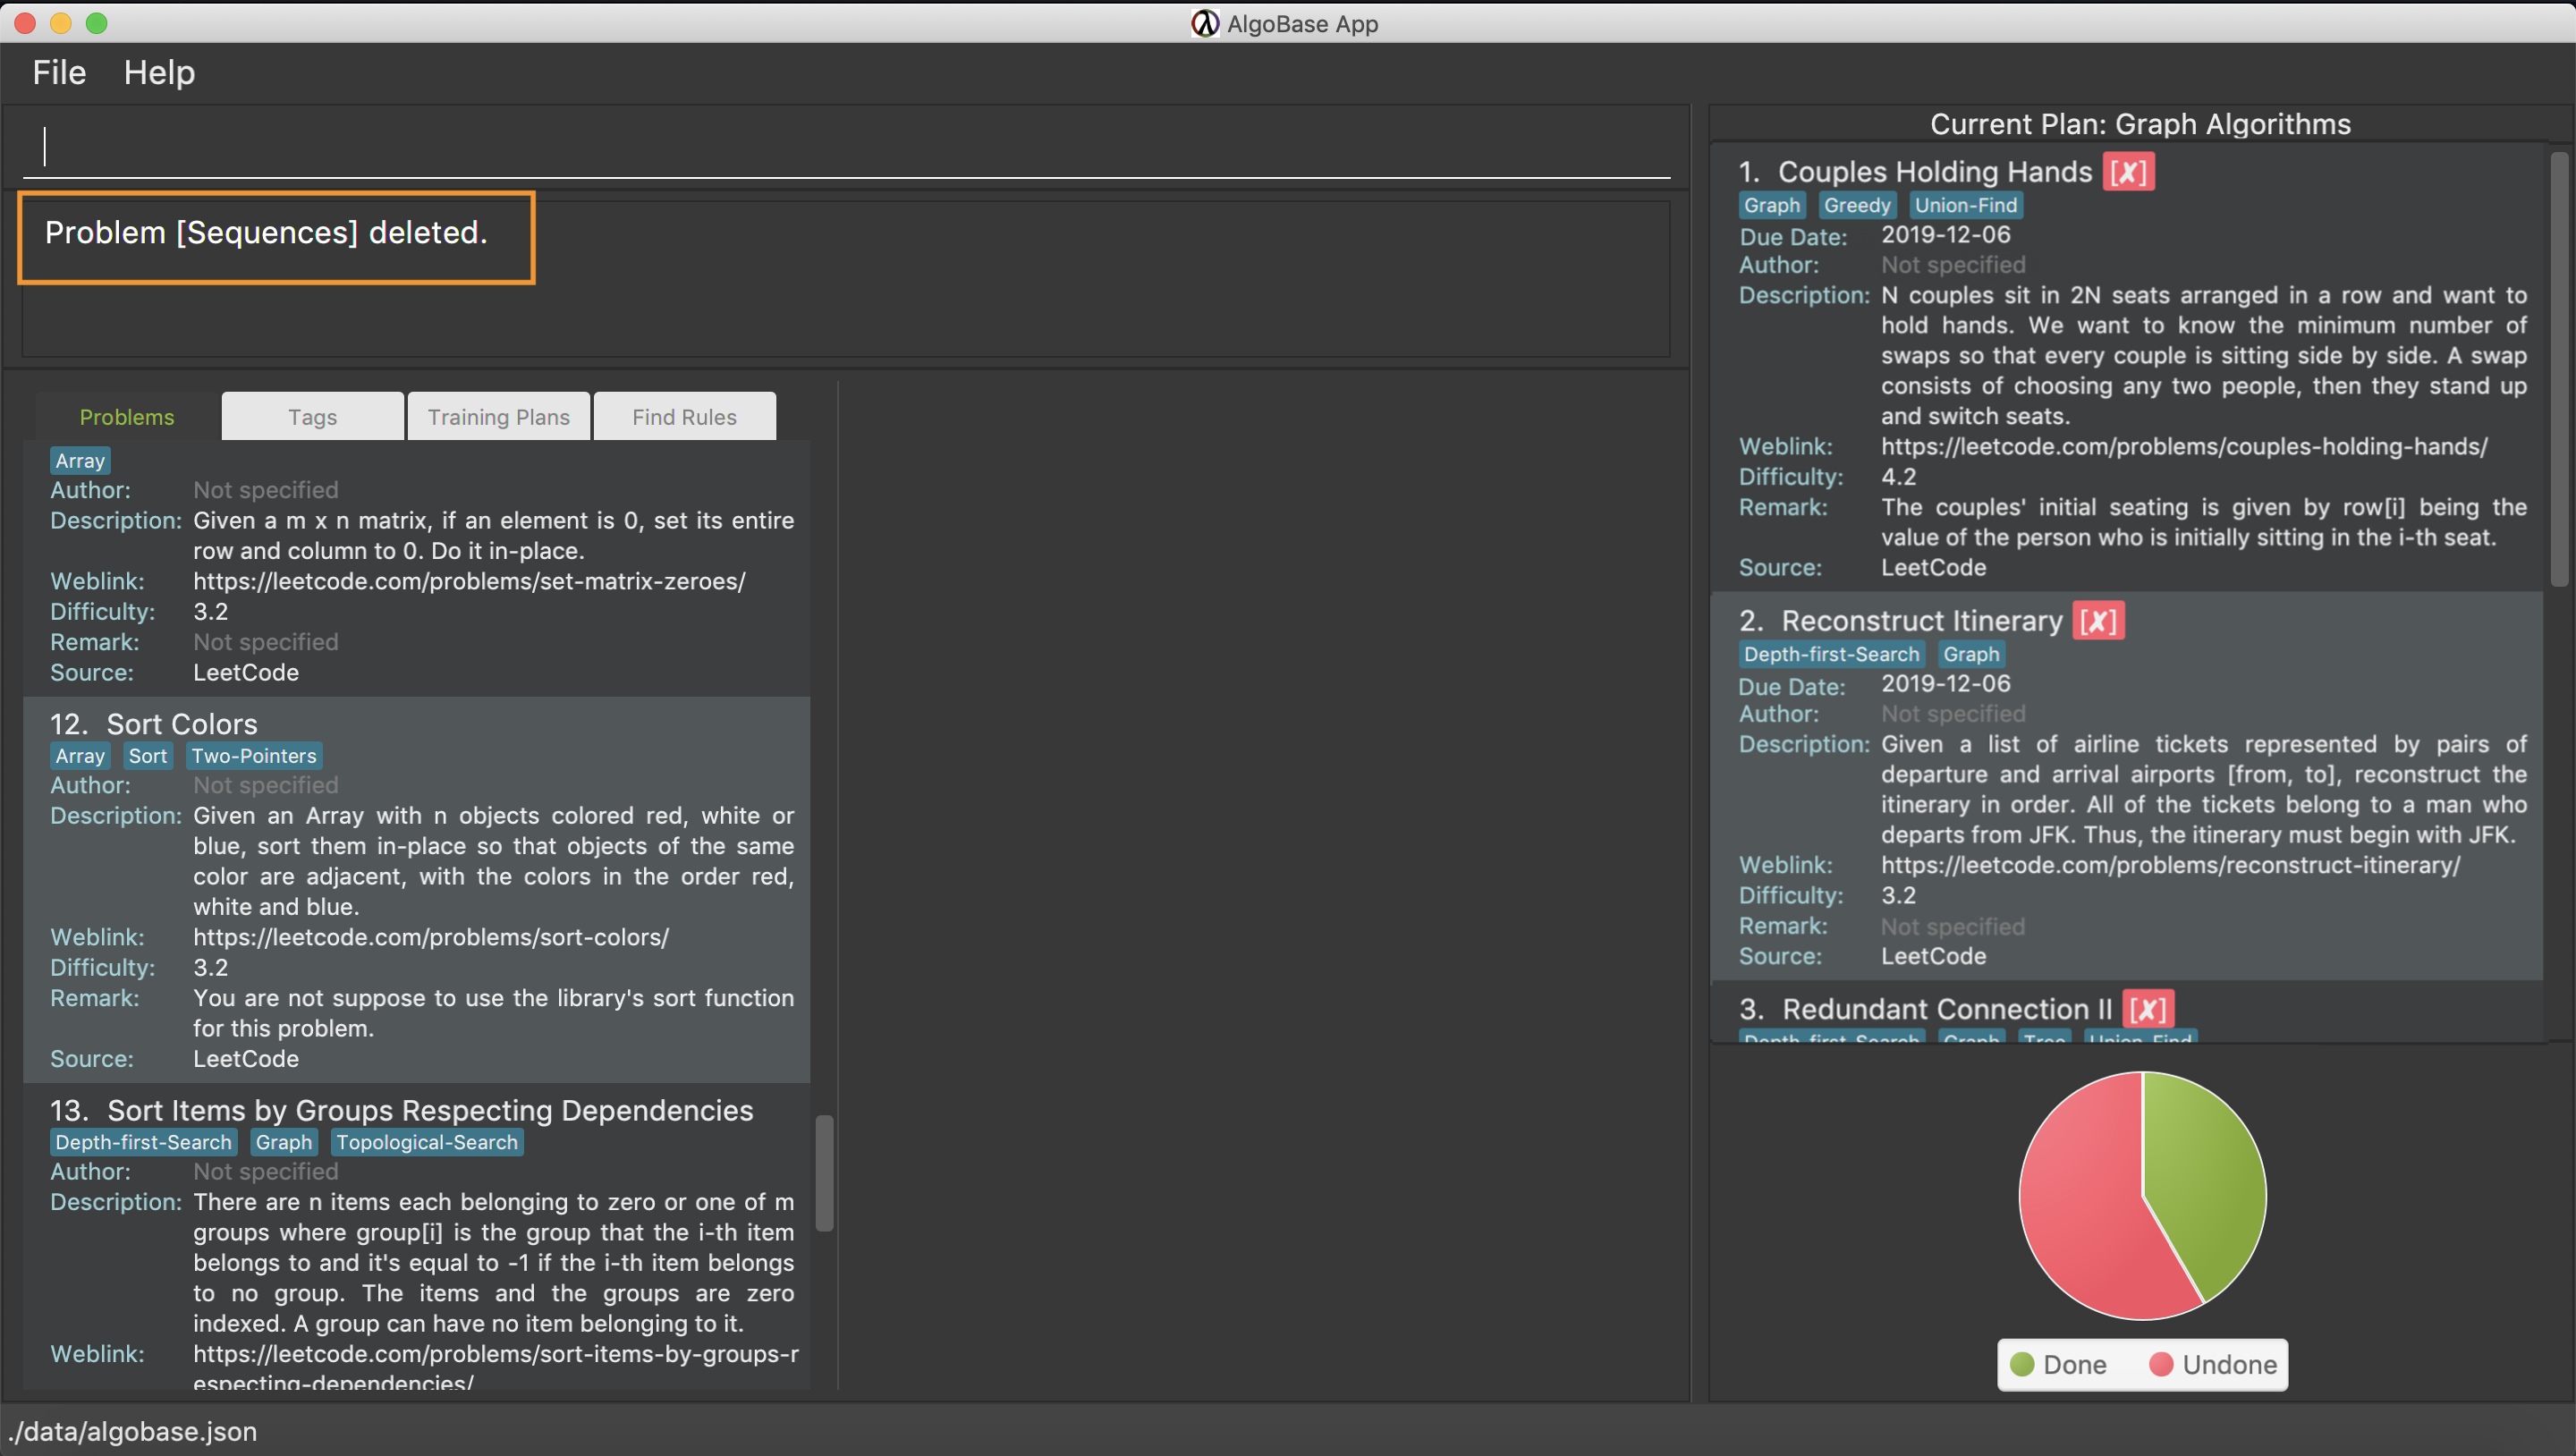 AlgoBase App
File Help
Problem [Sequences] deleted.
Problems Tags Training Plans Find Rules
Array
Author: Not specified
Description: Given a m x n matrix, if an element is 0, set its entire
row and column to 0. Do it in-place.
Weblink: https://leetcode.com/problems/set-matrix-zeroes/
Difficulty: 3.2
Remark: Not specified
Source: LeetCode
12. Sort Colors
Array Sort Two-Pointers
Author: Not specified
Description: Given an Array with n objects colored red, white or
blue, sort them in-place so that objects of the same
color are adjacent, with the colors in the order red,
white and blue.
Weblink: https://leetcode.com/problems/sort-colors/
Difficulty: 3.2
Remark: You are not suppose to use the library's sort function
for this problem.
Source: LeetCode
13. Sort Items by Groups Respecting Dependencies
Depth-first-Search Graph Topological-Search
Author: Not specified
Description: There are n items each belonging to zero or one of m
groups where group[i] is the group that the i-th item
belongs to and it's equal to -1 if the i-th item belongs
to no group. The items and the groups are zero
indexed. A group can have no item belonging to it.
Weblink: https://leetcode.com/problems/sort-items-by-groups-r
especting-dependencies/
Current Plan: Graph Algorithms
1. Couples Holding Hands [✗]
Graph Greedy Union-Find
Due Date: 2019-12-06
Author: Not specified
Description: N couples sit in 2N seats arranged in a row and want to
hold hands. We want to know the minimum number of
swaps so that every couple is sitting side by side. A swap
consists of choosing any two people, then they stand up
and switch seats.
Weblink: https://leetcode.com/problems/couples-holding-hands/
Difficulty: 4.2
Remark: The couples' initial seating is given by row[i] being the
value of the person who is initially sitting in the i-th seat.
Source: LeetCode
2. Reconstruct Itinerary [✗]
Depth-first-Search Graph
Due Date: 2019-12-06
Author: Not specified
Description: Given a list of airline tickets represented by pairs of
departure and arrival airports [from, to], reconstruct the
itinerary in order. All of the tickets belong to a man who
departs from JFK. Thus, the itinerary must begin with JFK.
Weblink: https://leetcode.com/problems/reconstruct-itinerary/
Difficulty: 3.2
Remark: Not specified
Source: LeetCode
3. Redundant Connection II [✗]
Depth-first-Search Graph Tree Union-Find
Done Undone
./data/algobase.json